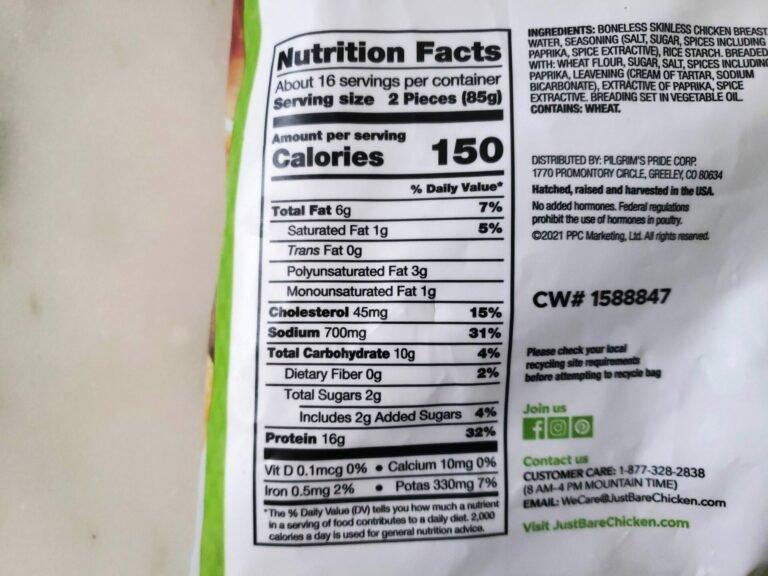 Nutrition Facts
About 16 servings per container
Serving size 2 Pieces (85g)
Amount per serving
Calories 150
% Daily Value*
Total Fat 6g 7%
Saturated Fat 1g 5%
Trans Fat 0g
Polyunsaturated Fat 3g
Monounsaturated Fat 1g
Cholesterol 45mg 15%
Sodium 700mg 31%
Total Carbohydrate 10g 4%
Dietary Fiber 0g 2%
Total Sugars 2g
Includes 2g Added Sugars 4%
Protein 16g 32%
Vit D 0.1mcg 0% • Calcium 10mg 0%
Iron 0.5mg 2% • Potas 330mg 7%
*The % Daily Value (DV) tells you how much a nutrient
in a serving of food contributes to a daily diet. 2,000
calories a day is used for general nutrition advice.
INGREDIENTS: BONELESS SKINLESS CHICKEN BREAST
WATER, SEASONING (SALT, SUGAR, SPICES INCLUDING
PAPRIKA, SPICE EXTRACTIVE), RICE STARCH. BREADED
WITH: WHEAT FLOUR, SUGAR, SALT, SPICES INCLUDING
PAPRIKA, LEAVENING (CREAM OF TARTAR, SODIUM
BICARBONATE), EXTRACTIVE OF PAPRIKA, SPICE
EXTRACTIVE. BREADING SET IN VEGETABLE OIL.
CONTAINS: WHEAT.
DISTRIBUTED BY: PILGRIM'S PRIDE CORP.
1770 PROMONTORY CIRCLE, GREELEY, CO 80634
Hatched, raised and harvested in the USA.
No added hormones. Federal regulations
prohibit the use of hormones in poultry.
©2021 PPC Marketing, Ltd. All rights reserved.
CW# 1588847
Please check your local
recycling site requirements
before attempting to recycle bag
Join us
Contact us
CUSTOMER CARE: 1-877-328-2838
(8 AM-4 PM MOUNTAIN TIME)
EMAIL: WeCare@JustBareChicken.com
Visit JustBareChicken.com